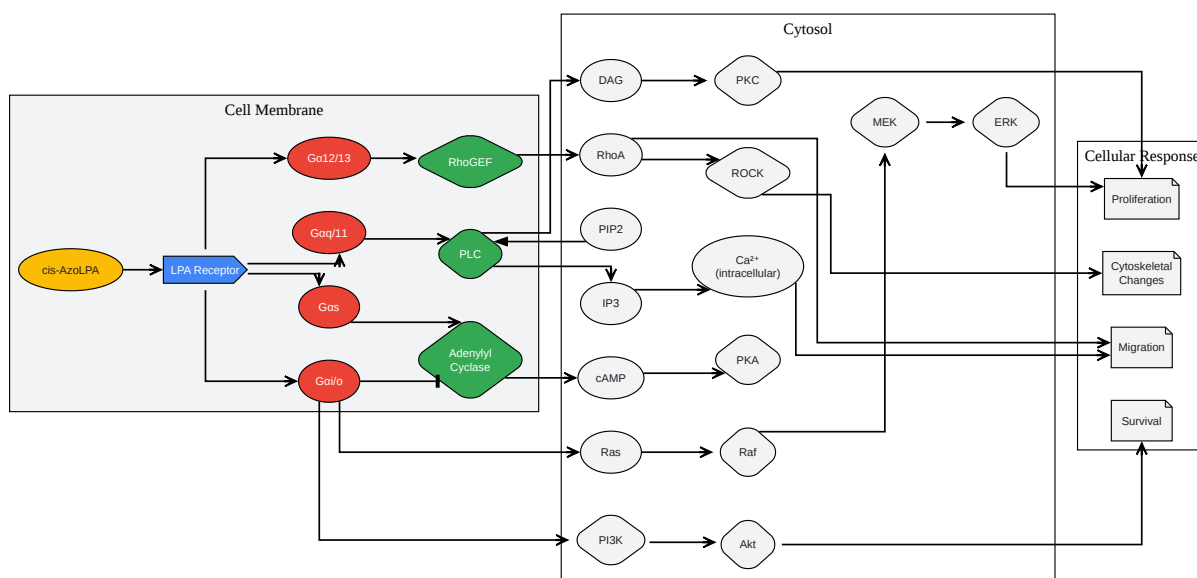 Cytosol
Cell Membrane
Cellular Response
cis-AzoLPA
LPA Receptor
Gα12/13
Gαq/11
Gαs
Gαi/o
RhoGEF
PLC
Adenylyl
Cyclase
DAG
RhoA
PIP2
IP3
cAMP
Ras
PI3K
PKC
ROCK
Ca²⁺
(intracellular)
PKA
Raf
Akt
MEK
ERK
Proliferation
Cytoskeletal
Changes
Migration
Survival